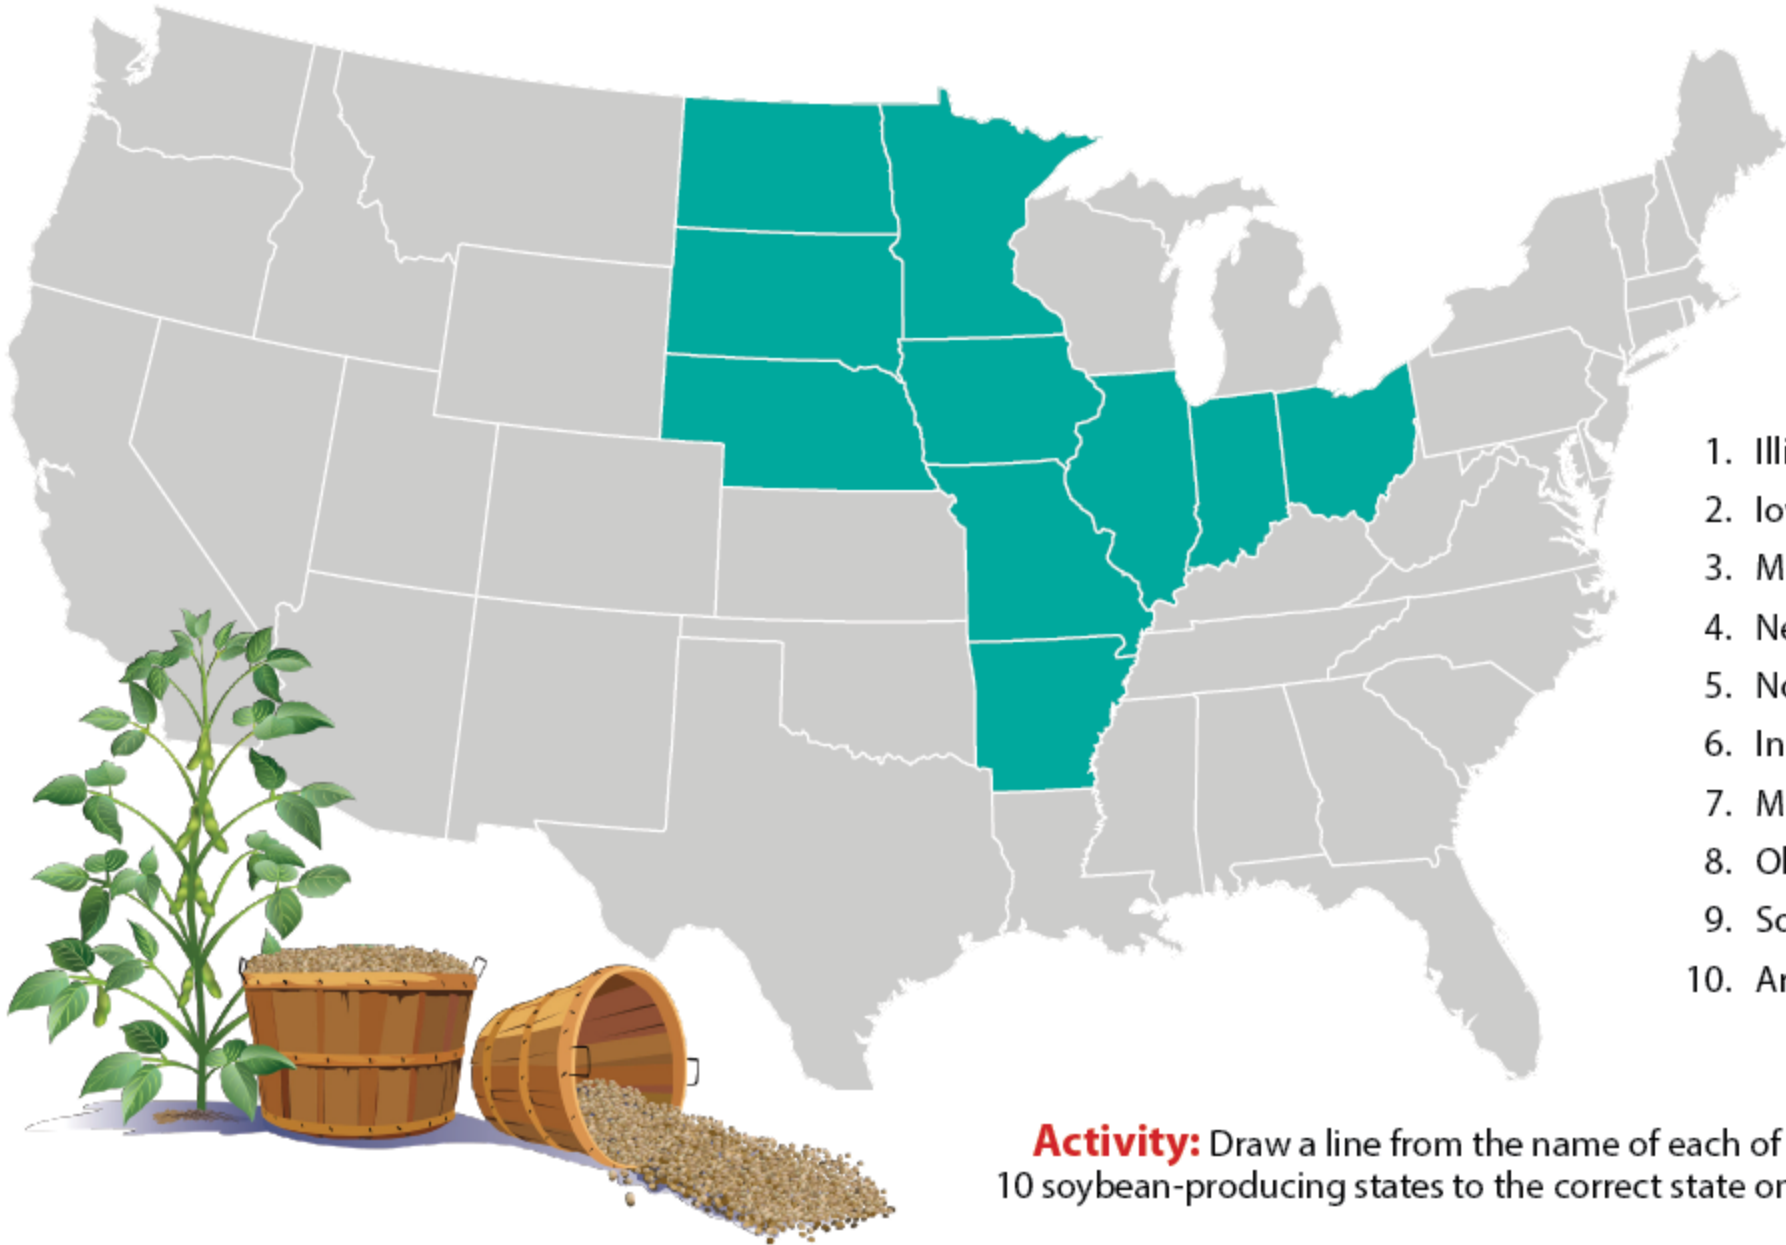 1. Illi
2. Io
3. M
4. Ne
5. No
6. In
7. M
8. Ol
9. So
10. Ar
Activity: Draw a line from the name of each of
10 soybean-producing states to the correct state or